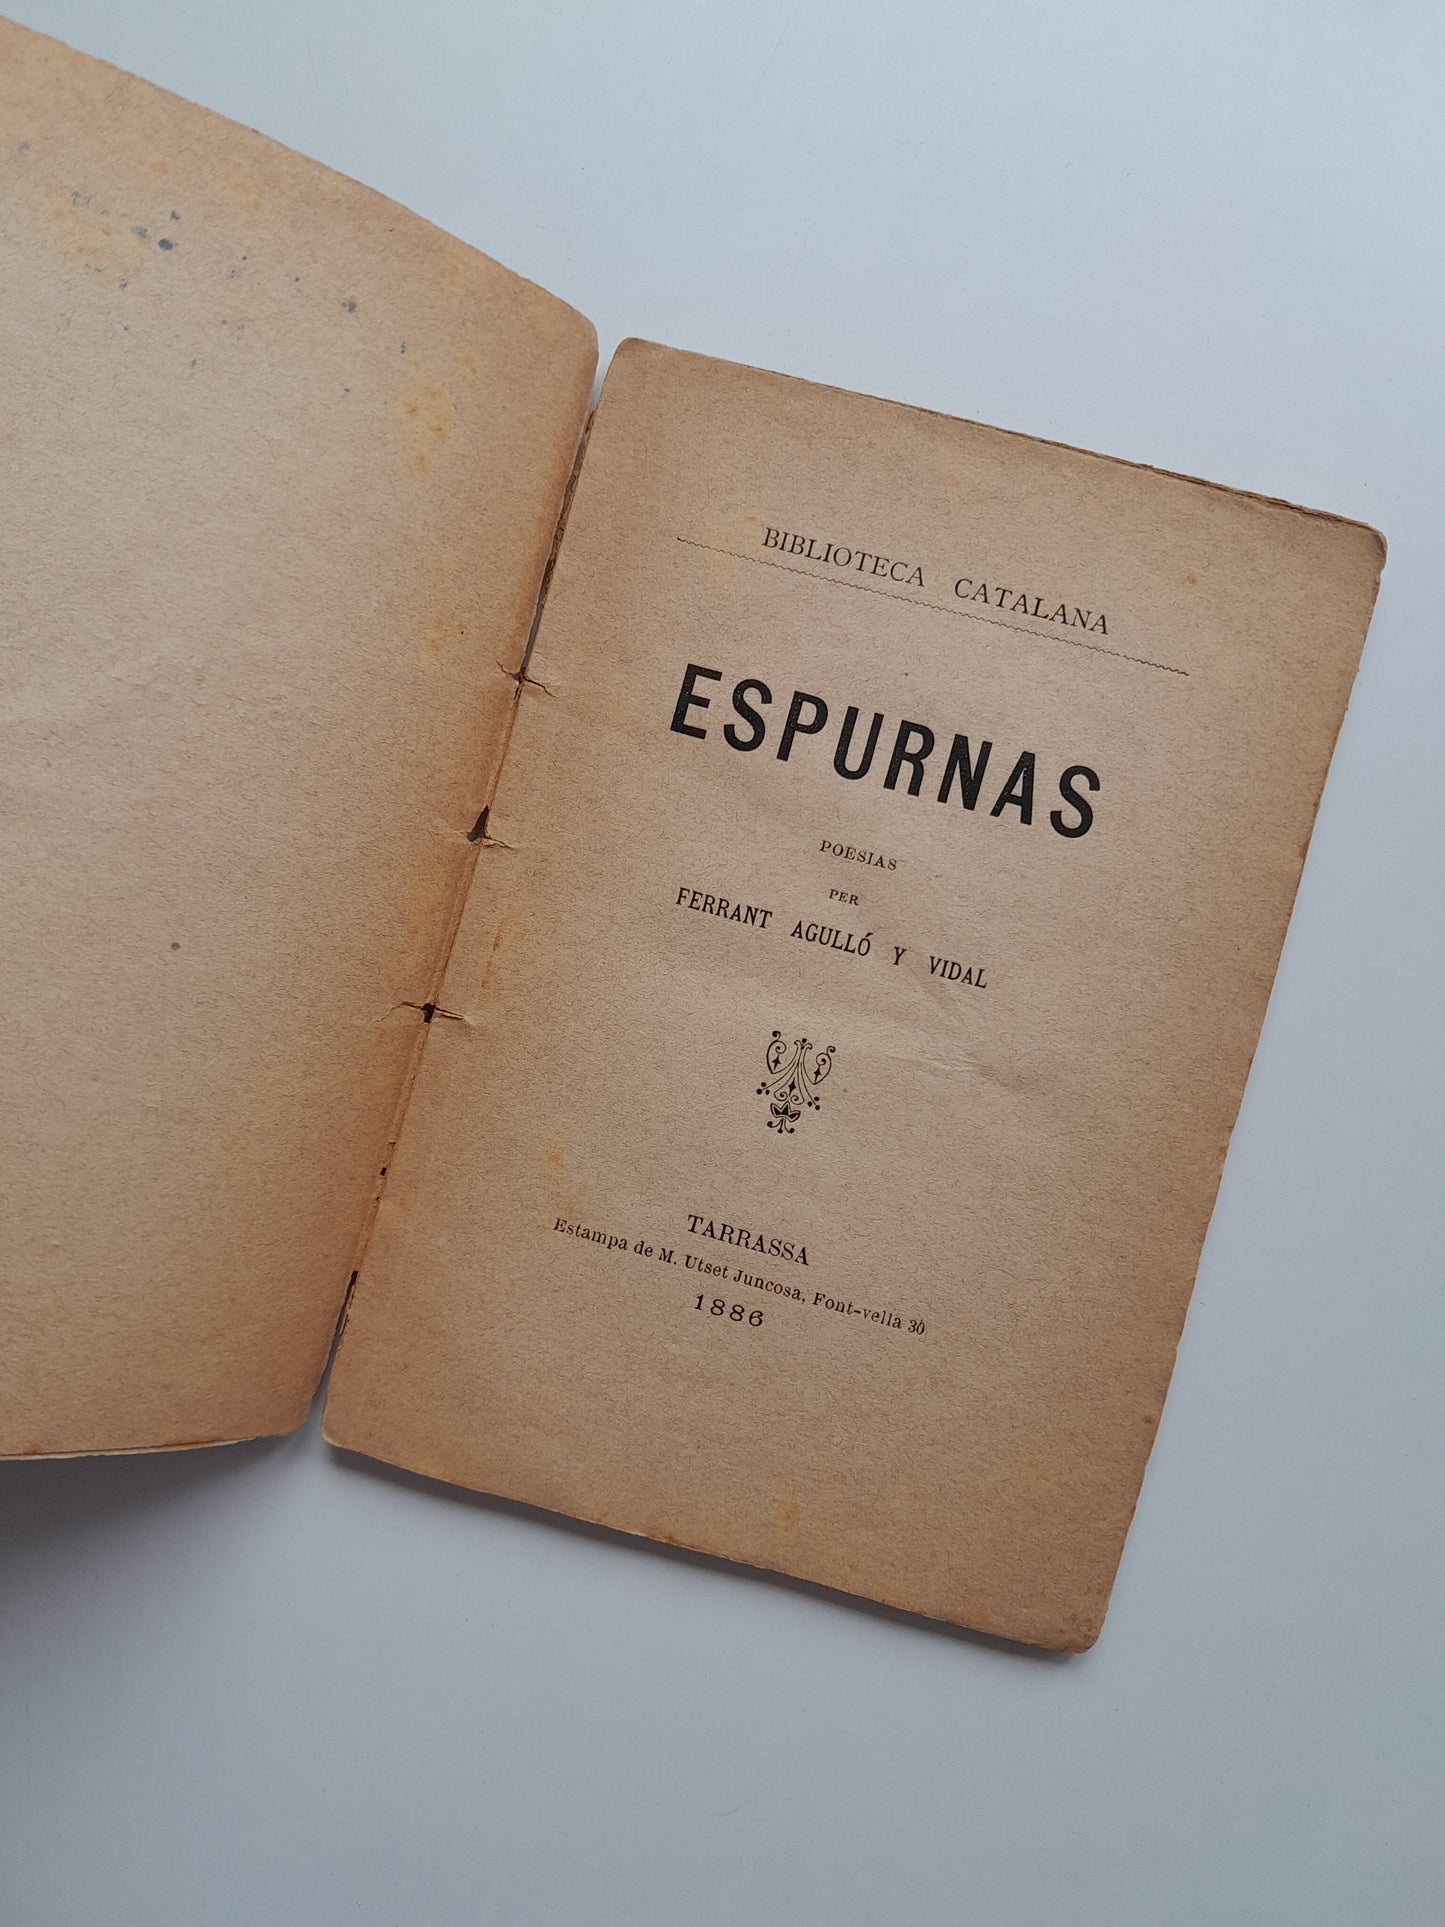 BIBLIOTECA CATALANA
ESPURNAS
POESIAS
PER
FERRANT AGULLÓ Y VIDAL
TARRASSA
Estampa de M. Utset Juncosa, Font-vella 30
1886